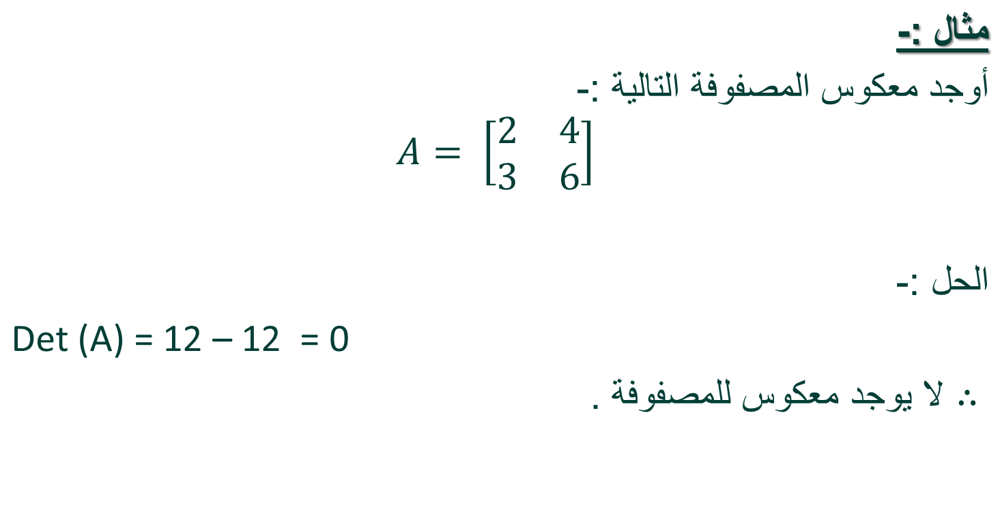 مثال :-
أوجد معكوس المصفوفة التالية :-
A = [2 4
3 6]
الحل :-
Det (A) = 12 – 12 = 0
∴ لا يوجد معكوس للمصفوفة .